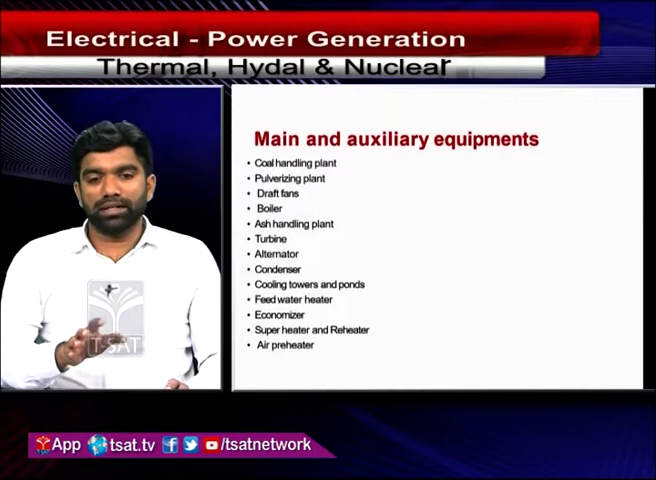 Electrical - Power Generation
Thermal, Hydal & Nuclear
Main and auxiliary equipments
• Coal handling plant
• Pulverizing plant
• Draft fans
• Boiler
• Ash handling plant
• Turbine
• Alternator
• Condenser
• Cooling towers and ponds
• Feed water heater
• Economizer
• Super heater and Reheater
• Air preheater
T-SAT
App tsat.tv /tsatnetwork